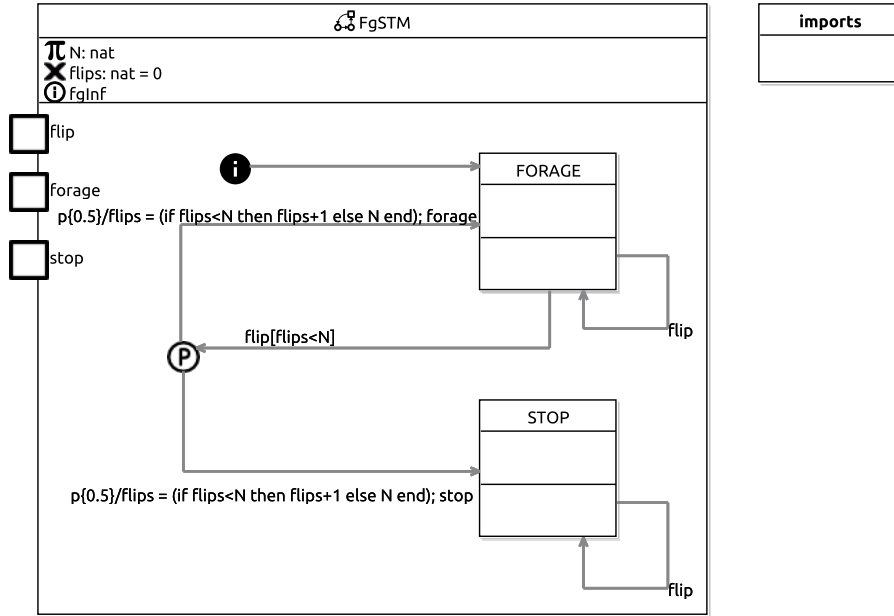 FgSTM
imports
π N: nat
flips: nat = 0
i fgInf
flip
i
FORAGE
forage
p{0.5}/flips = (if flips<N then flips+1 else N end); forage
stop
flip
flip[flips<N]
P
STOP
p{0.5}/flips = (if flips<N then flips+1 else N end); stop
flip